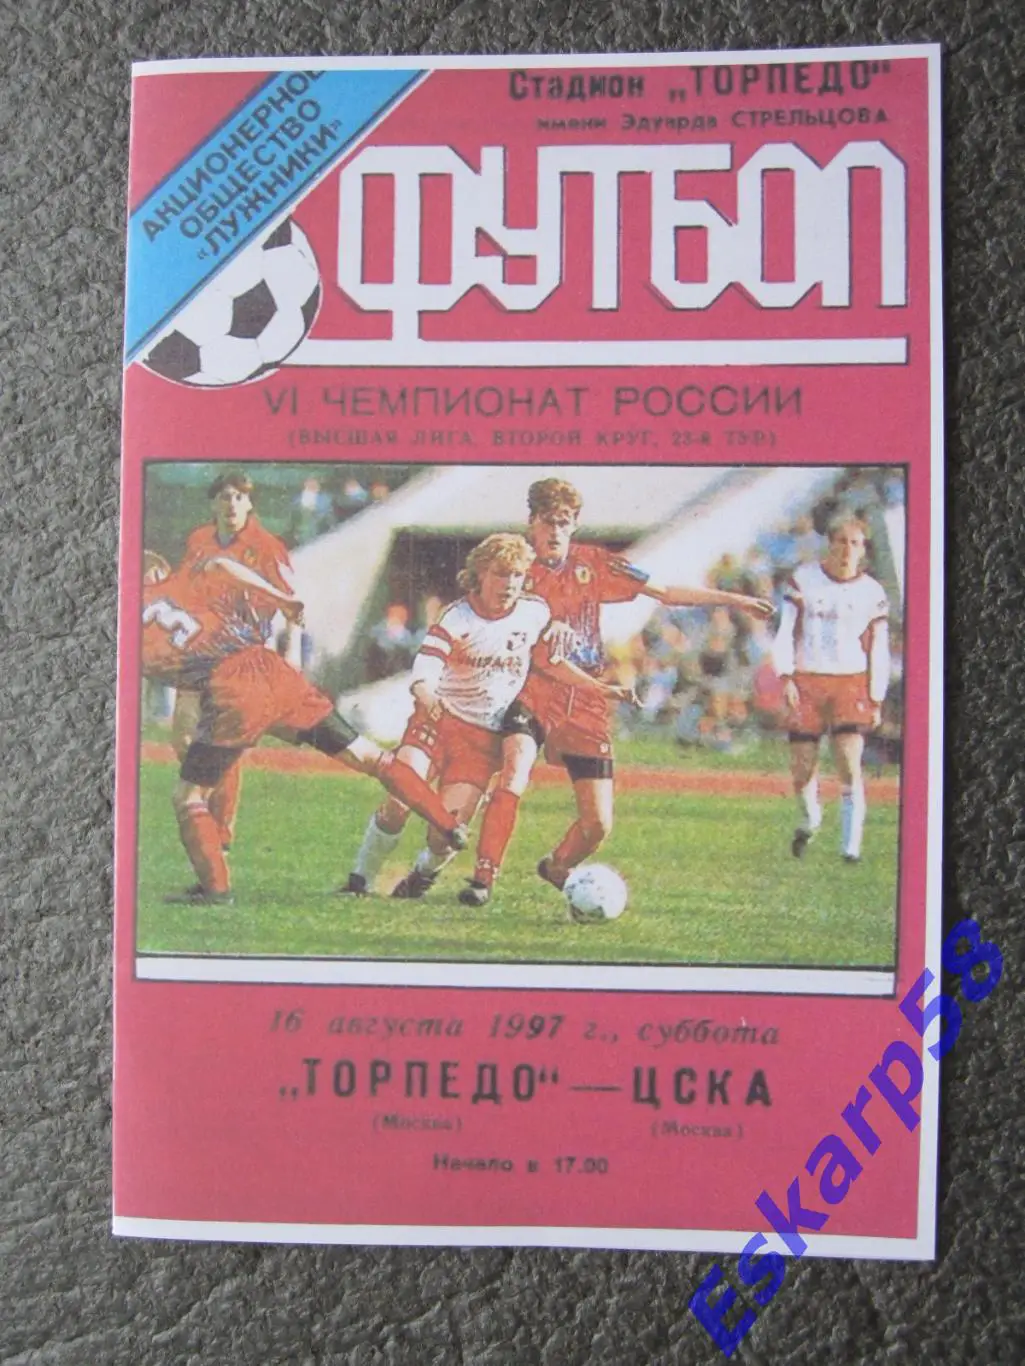 АКЦИОНЕРНОЕ
ОБЩЕСТВО
«ЛУЖНИКИ»
Стадион „ТОРПЕДО“
имени Эдуарда СТРЕЛЬЦОВА
ФУТБОЛ
VI ЧЕМПИОНАТ РОССИИ
(ВЫСШАЯ ЛИГА, ВТОРОЙ КРУГ, 23-й ТУР)
3
16 августа 1997 г., суббота
„ТОРПЕДО“ — ЦСКА
(Москва) (Москва)
Начало в 17.00
Eskarp58